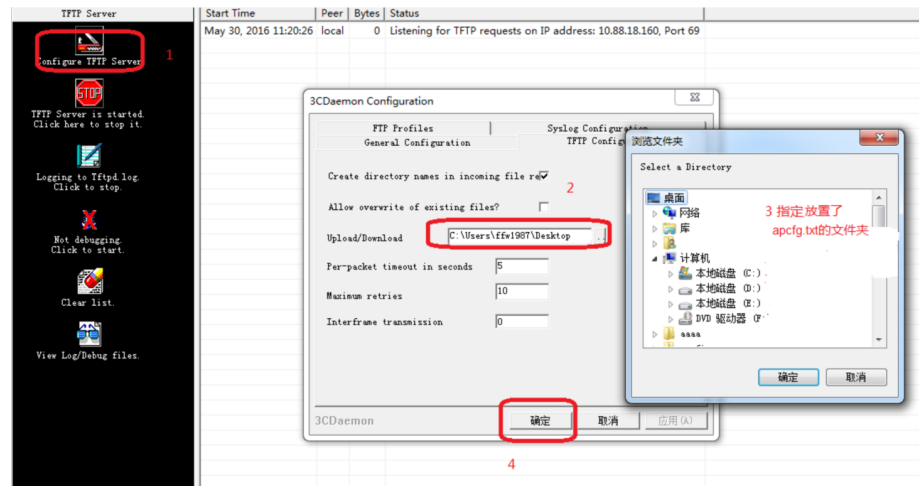 TFTP Server
Start Time Peer Bytes Status
May 30, 2016 11:20:26 local 0 Listening for TFTP requests on IP address: 10.88.18.160, Port 69
Configure TFTP Server
1
STOP
TFTP Server is started.
Click here to stop it.
Logging to Tftpd.log.
Click to stop.
Not debugging.
Click to start.
Clear list.
View Log/Debug files.
3CDaemon Configuration
FTP Profiles
Syslog Configuration
General Configuration
TFTP Config
Create directory names in incoming file re
2
Allow overwrite of existing files?
Upload/Download
C:\Users\ffw1987\Desktop
Per-packet timeout in seconds
5
Maximum retries
10
Interframe transmission
0
3CDaemon
确定
取消
应用(A)
4
浏览文件夹
Select a Directory
桌面
网络
库
计算机
本地磁盘 (C:)
本地磁盘 (D:)
本地磁盘 (E:)
DVD 驱动器 (F
aaaa
3 指定放置了
apcfg.txt的文件夹
确定
取消